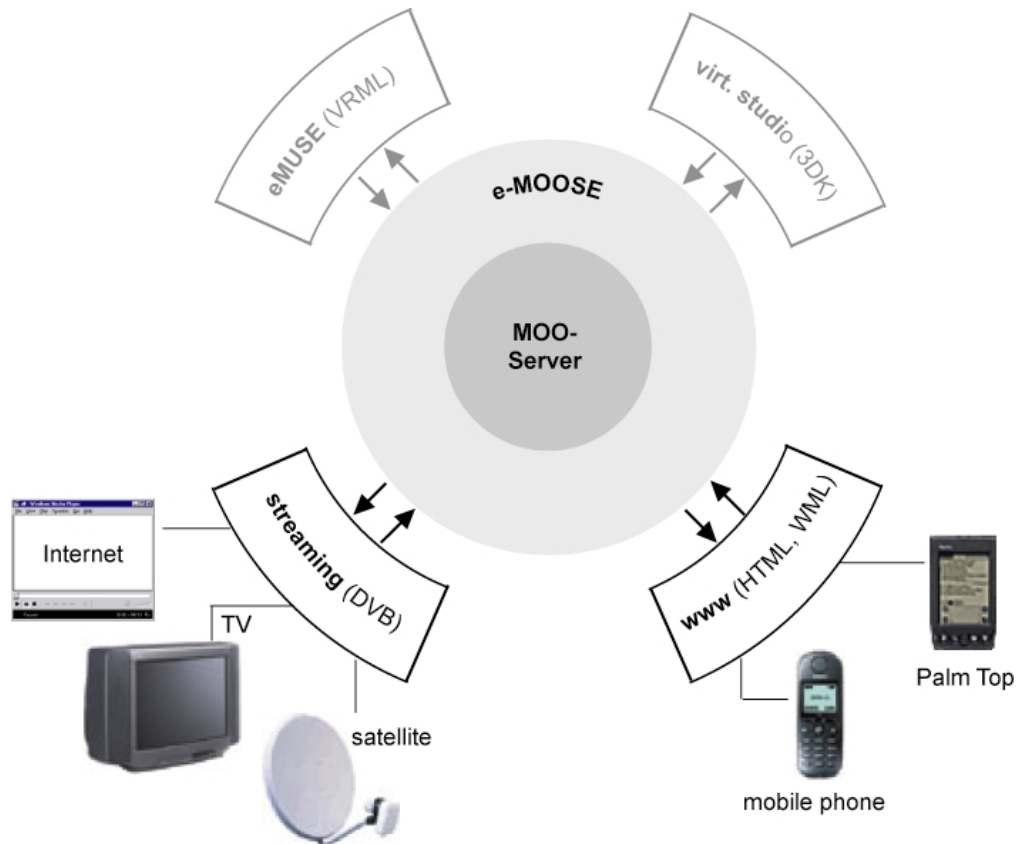 eMUSE (VRML)
virt. studio (3DK)
e-MOOSE
MOO-
Server
streaming (DVB)
www (HTML, WML)
Internet
TV
satellite
Palm Top
mobile phone